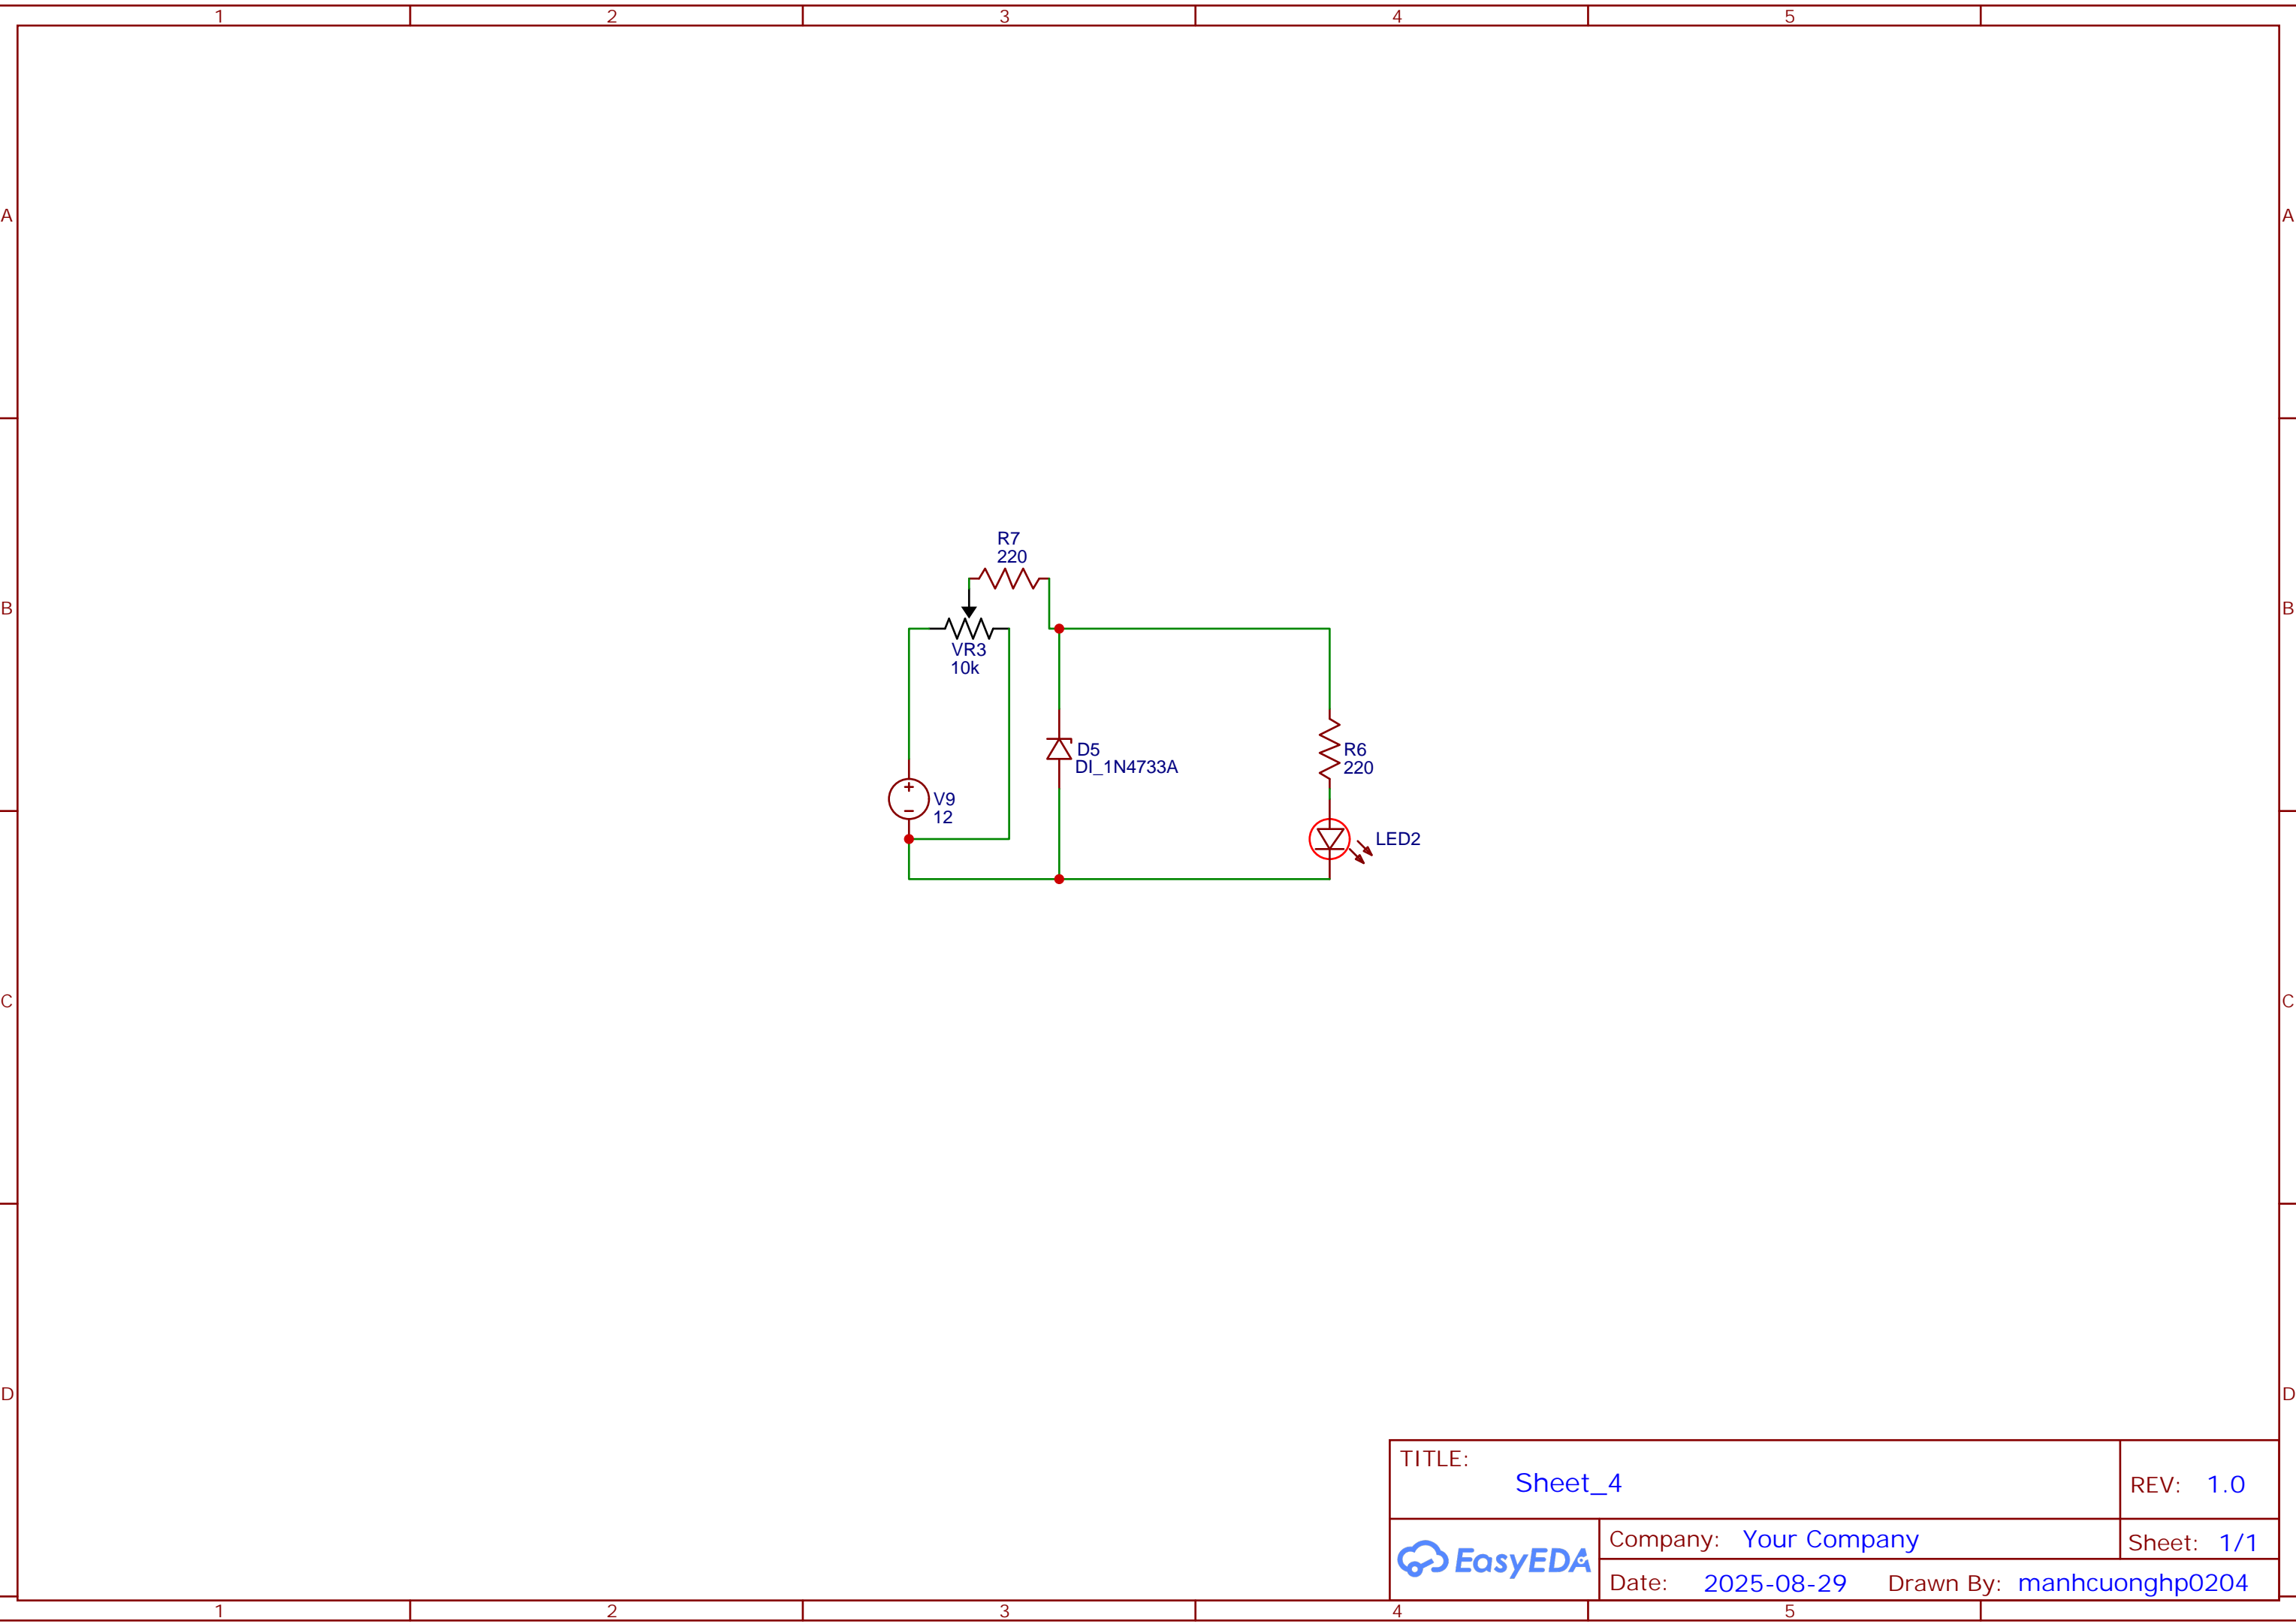 1 2 3 4 5
A A
R7
220
B B
VR3
10k
D5
DI_1N4733A
R6
220
V9
12
LED2
C C
D D
TITLE:
Sheet_4
REV: 1.0
EasyEDA
Company: Your Company
Sheet: 1/1
Date: 2025-08-29 Drawn By: manhcuonghp0204
1 2 3 4 5